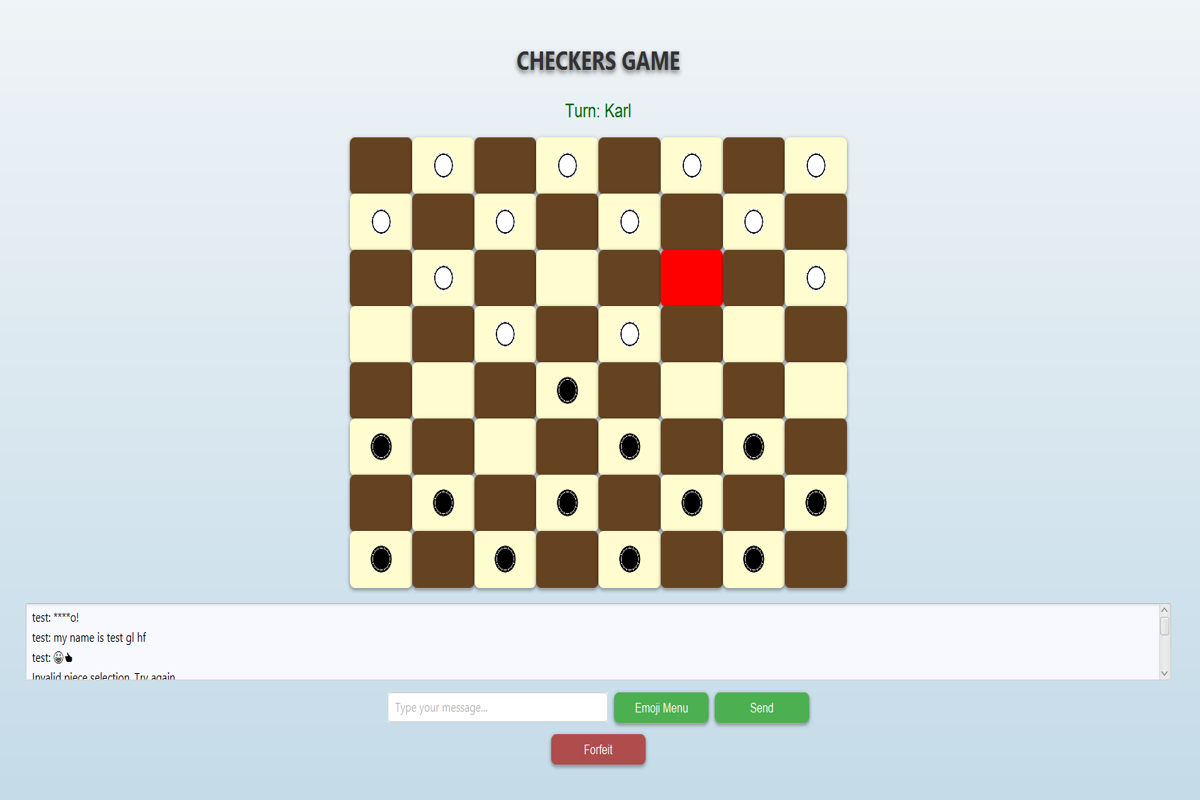 CHECKERS GAME
Turn: Karl
test: ****o!
test: my name is test gl hf
test: 😀👍
Invalid piece selection. Try again.
Type your message...
Emoji Menu
Send
Forfeit